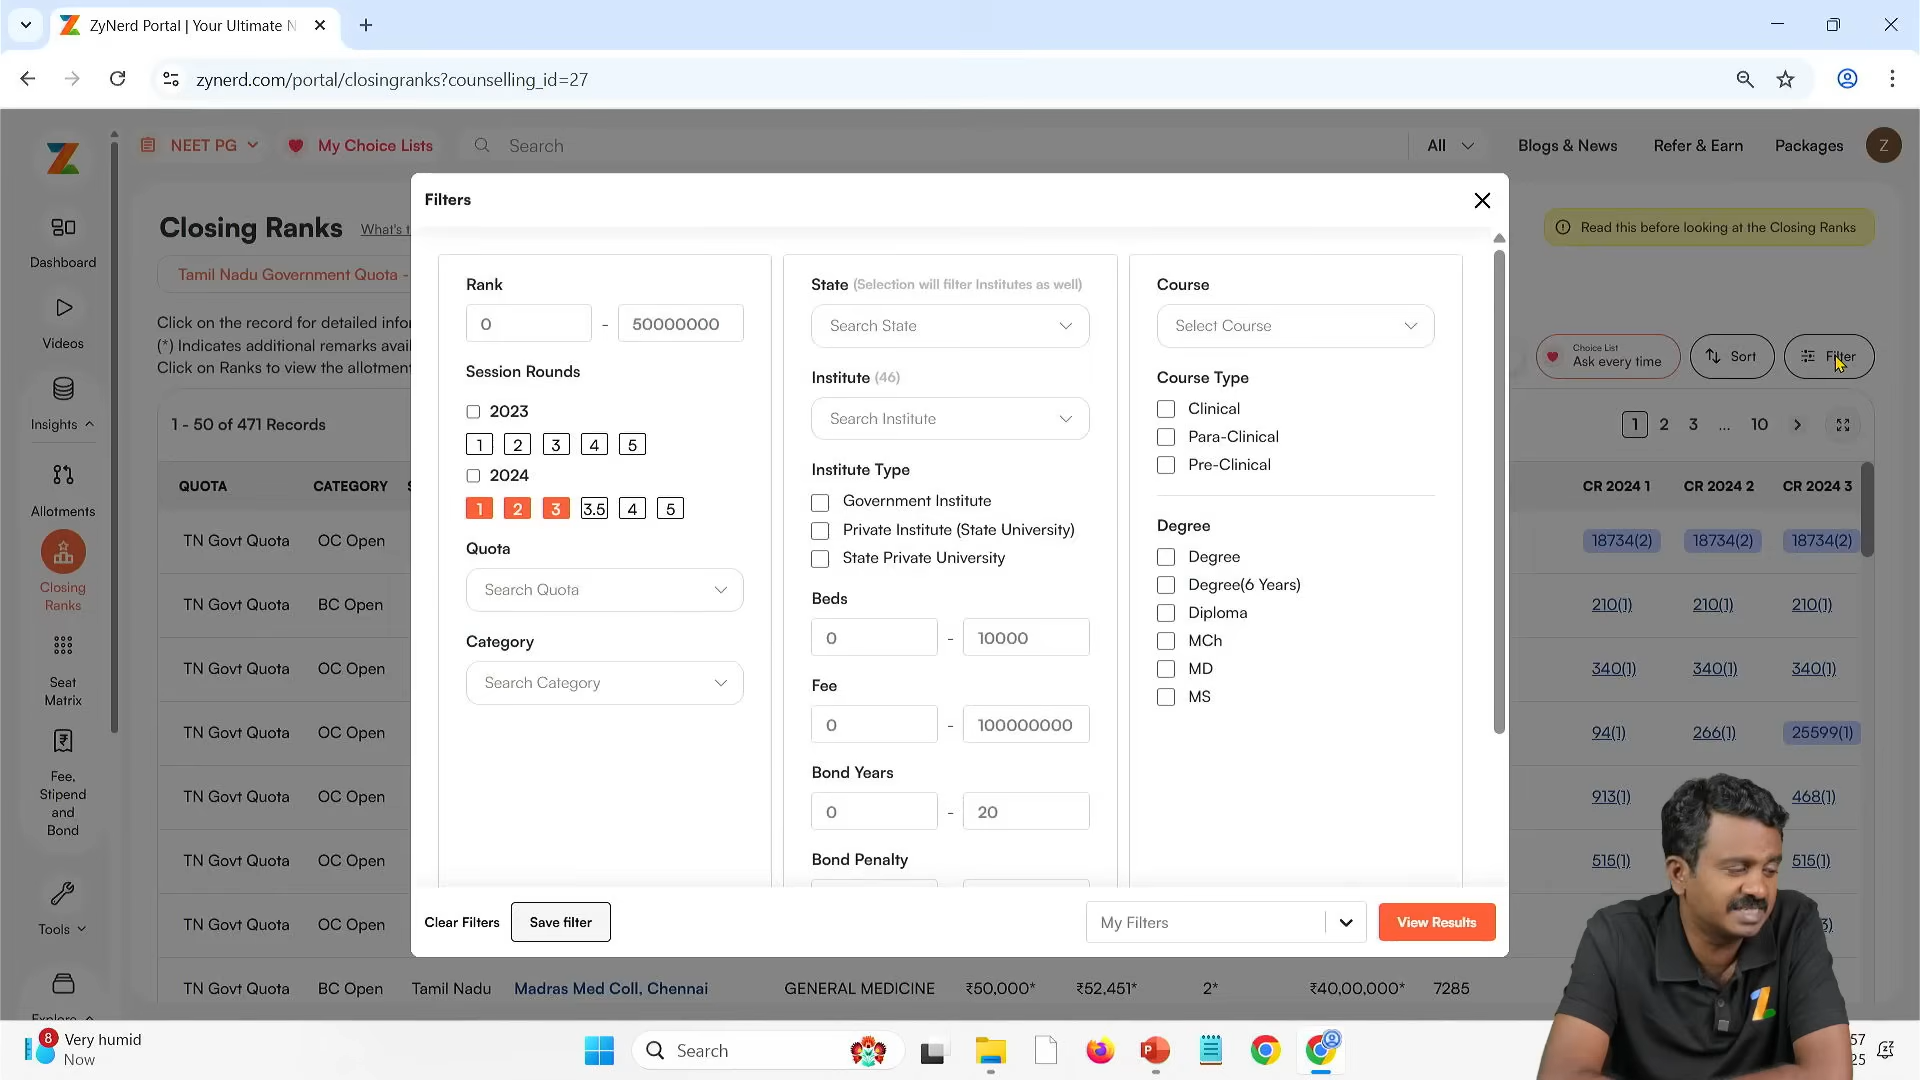 ZyNerd Portal | Your Ultimate N
zynerd.com/portal/closingranks?counselling_id=27
NEET PG
My Choice Lists
Search
All
Blogs & News
Refer & Earn
Packages
Z
Dashboard
Videos
Insights
Allotments
Closing
Ranks
Seat
Matrix
Fee,
Stipend
and
Bond
Tools
Closing Ranks
What's t
Read this before looking at the Closing Ranks
Tamil Nadu Government Quota -
Click on the record for detailed infor
(*) Indicates additional remarks avai
Click on Ranks to view the allotment
Choice List
Ask every time
Sort
Filter
1 - 50 of 471 Records
1 2 3 ... 10
QUOTA CATEGORY CR 2024 1 CR 2024 2 CR 2024 3
TN Govt Quota OC Open 18734(2) 18734(2) 18734(2)
TN Govt Quota BC Open 210(1) 210(1) 210(1)
TN Govt Quota OC Open 340(1) 340(1) 340(1)
TN Govt Quota OC Open 94(1) 266(1) 25599(1)
TN Govt Quota OC Open 913(1) 468(1)
TN Govt Quota OC Open 515(1) 515(1)
TN Govt Quota OC Open
TN Govt Quota BC Open Tamil Nadu Madras Med Coll, Chennai GENERAL MEDICINE ₹50,000* ₹52,451* 2* ₹40,00,000* 7285
Filters
Rank
0 - 50000000
Session Rounds
2023
1 2 3 4 5
2024
1 2 3 3.5 4 5
Quota
Search Quota
Category
Search Category
State (Selection will filter Institutes as well)
Search State
Institute (46)
Search Institute
Institute Type
Government Institute
Private Institute (State University)
State Private University
Beds
0 - 10000
Fee
0 - 100000000
Bond Years
0 - 20
Bond Penalty
Course
Select Course
Course Type
Clinical
Para-Clinical
Pre-Clinical
Degree
Degree
Degree(6 Years)
Diploma
MCh
MD
MS
Clear Filters
Save filter
My Filters
View Results
8
Very humid
Now
Search
57
25